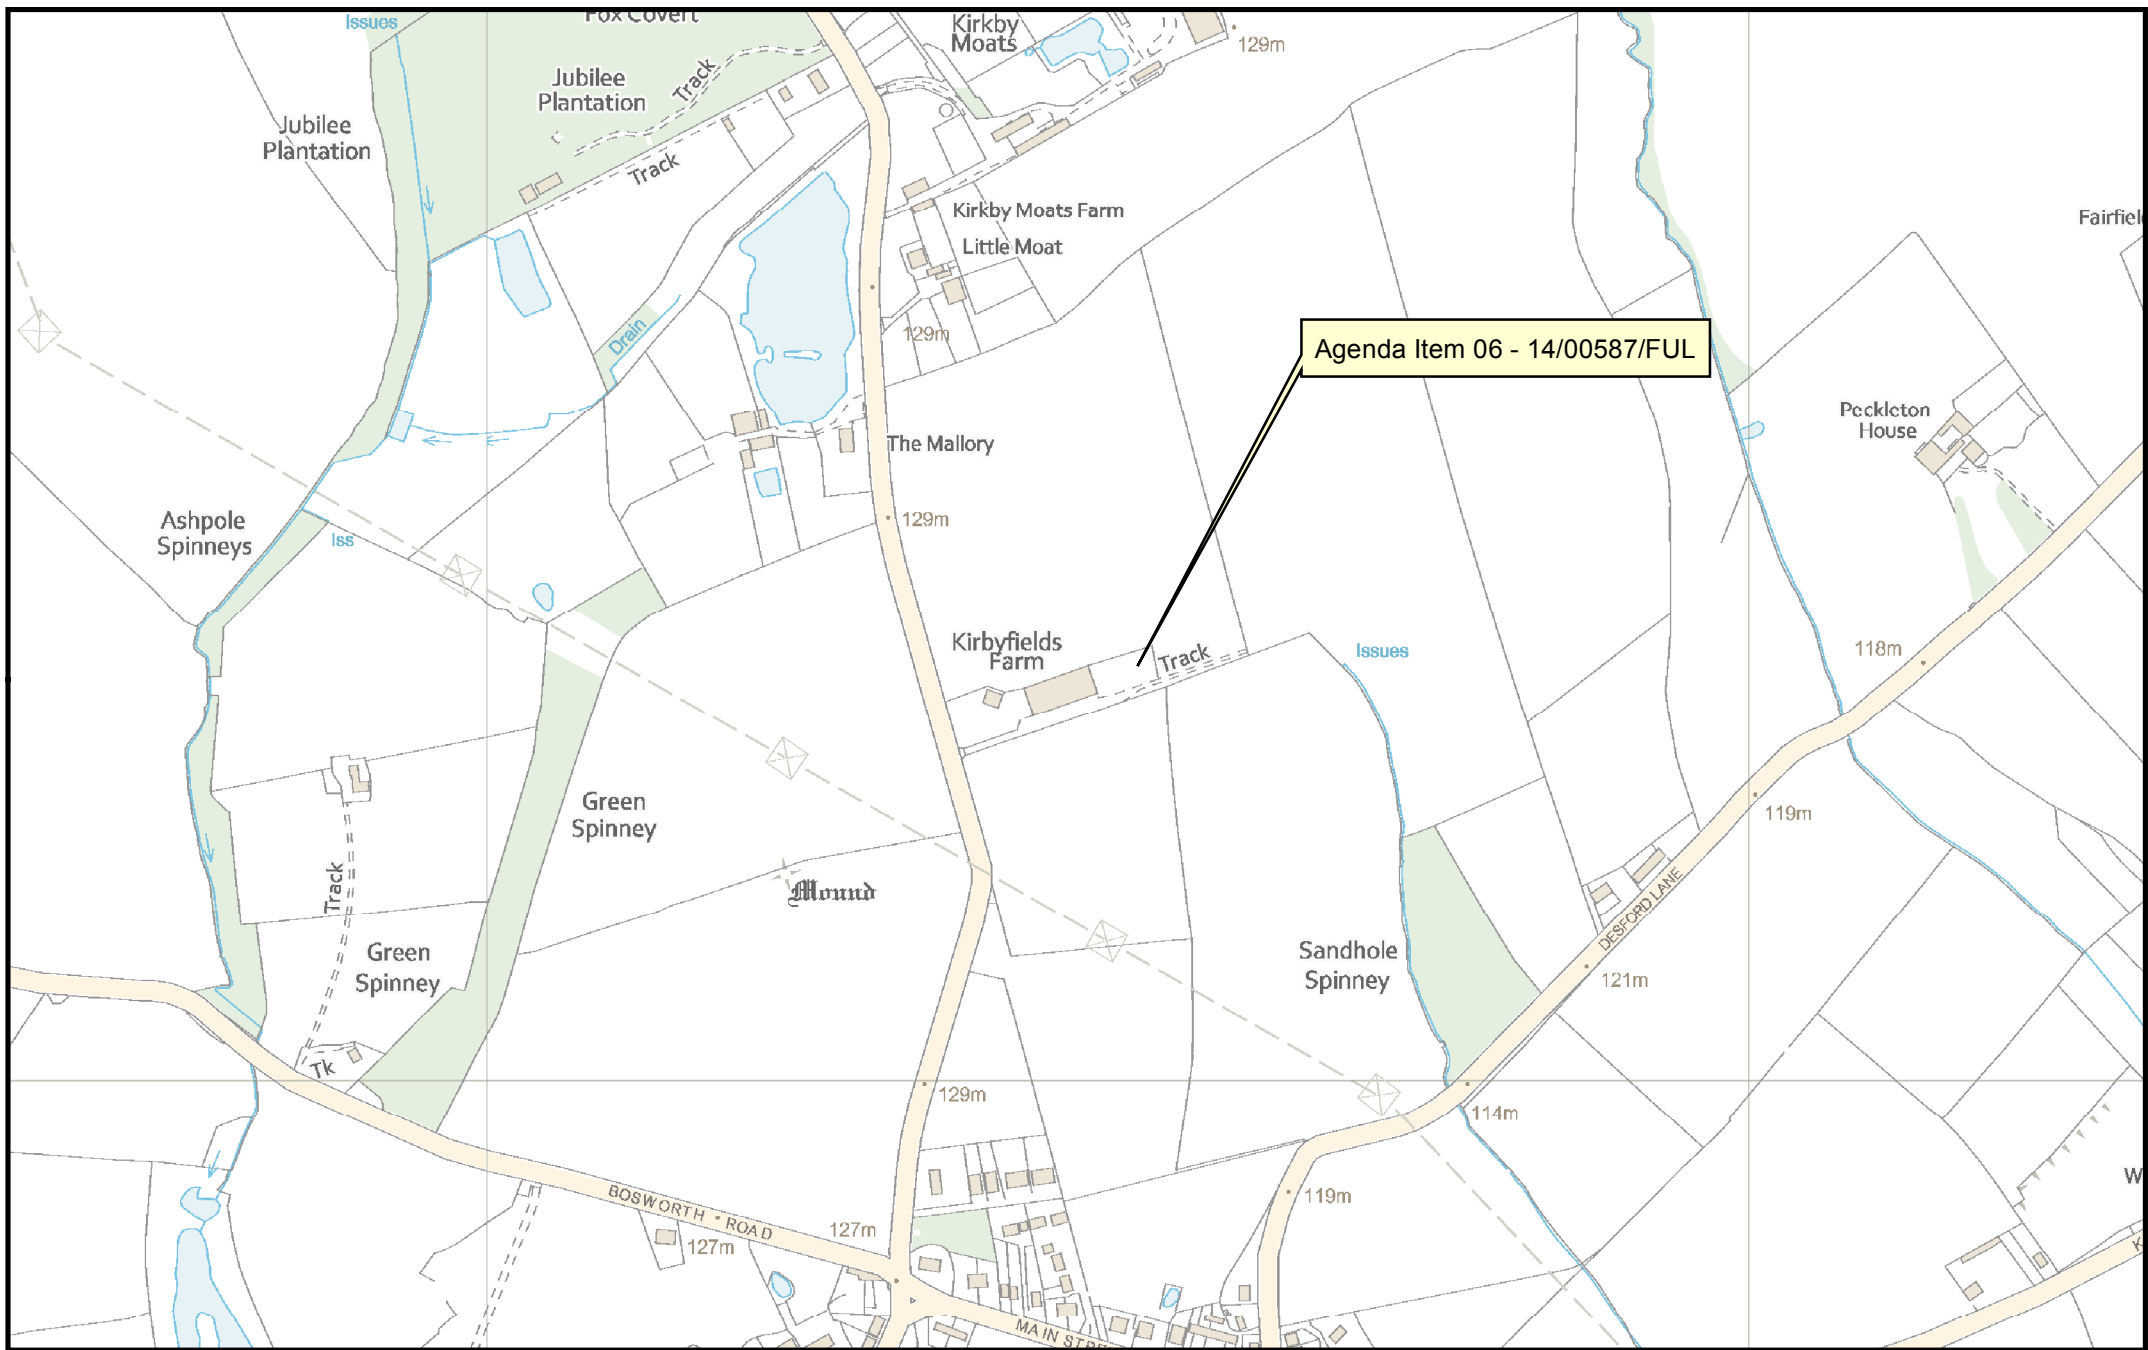 Issues
Fox Covert
Kirkby
Moats
129m
Jubilee
Plantation
Track
Jubilee
Plantation
Track
Kirkby Moats Farm
Little Moat
Fairfiel
Drain
129m
Agenda Item 06 - 14/00587/FUL
Peckleton
House
The Mallory
129m
Ashpole
Spinneys
Iss
Kirbyfields
Farm
Track
Issues
118m
Green
Spinney
119m
Track
Mound
DESFORD LANE
Green
Spinney
Sandhole
Spinney
121m
Tk
129m
114m
BOSWORTH ROAD
127m
127m
119m
W
K
MAIN STRE